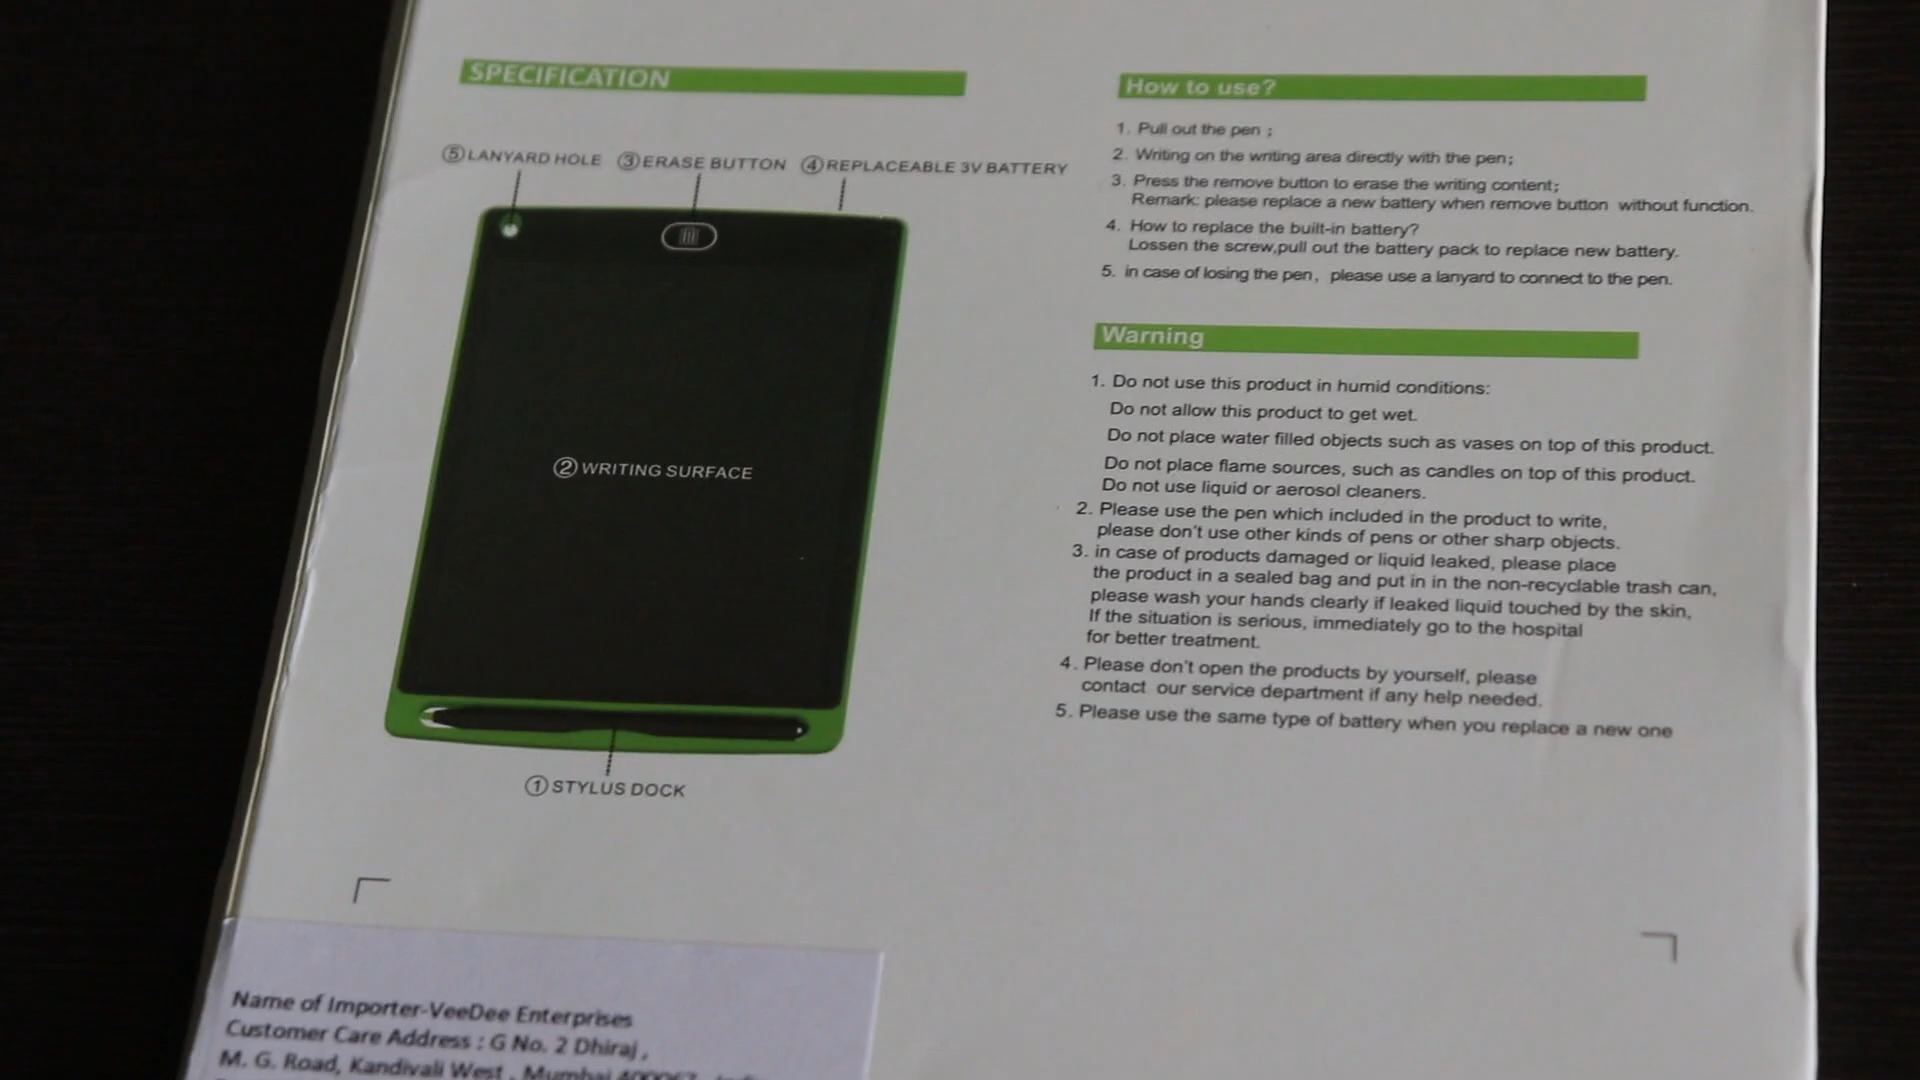 SPECIFICATION
⑤LANYARD HOLE ③ERASE BUTTON ④REPLACEABLE 3V BATTERY
②WRITING SURFACE
①STYLUS DOCK
How to use?
1. Pull out the pen ;
2. Writing on the writing area directly with the pen;
3. Press the remove button to erase the writing content;
Remark: please replace a new battery when remove button without function.
4. How to replace the built-in battery?
Lossen the screw,pull out the battery pack to replace new battery.
5. in case of losing the pen, please use a lanyard to connect to the pen.
Warning
1. Do not use this product in humid conditions:
Do not allow this product to get wet.
Do not place water filled objects such as vases on top of this product.
Do not place flame sources, such as candles on top of this product.
Do not use liquid or aerosol cleaners.
2. Please use the pen which included in the product to write,
please don't use other kinds of pens or other sharp objects.
3. in case of products damaged or liquid leaked, please place
the product in a sealed bag and put in in the non-recyclable trash can,
please wash your hands clearly if leaked liquid touched by the skin,
If the situation is serious, immediately go to the hospital
for better treatment.
4. Please don't open the products by yourself, please
contact our service department if any help needed.
5. Please use the same type of battery when you replace a new one
Name of Importer-VeeDee Enterprises
Customer Care Address : G No. 2 Dhiraj,
M. G. Road, Kandivali West, Mumbai